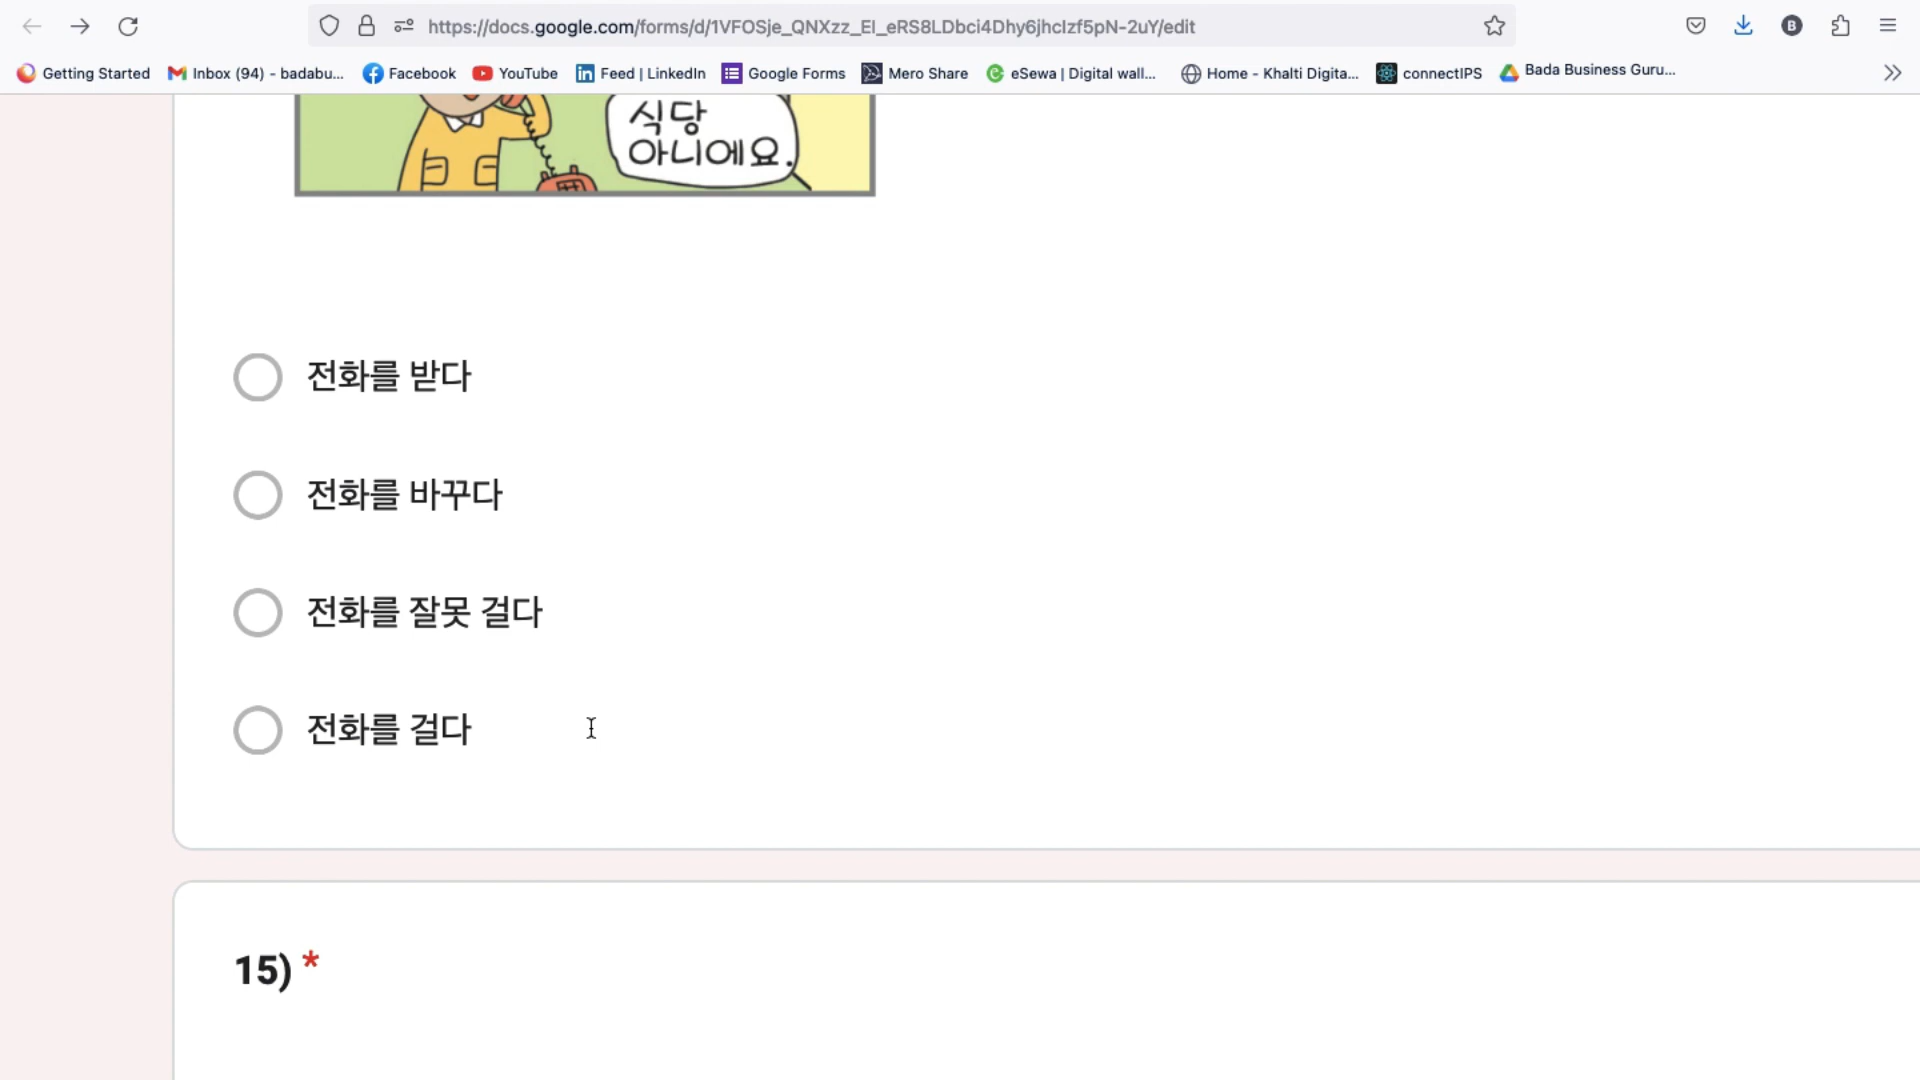 https://docs.google.com/forms/d/1VFOSje_QNXzz_EI_eRS8LDbci4Dhy6jhcIzf5pN-2uY/edit
B
Getting Started
Inbox (94) - badabu...
Facebook
YouTube
Feed | LinkedIn
Google Forms
Mero Share
eSewa | Digital wall...
Home - Khalti Digita...
connectIPS
Bada Business Guru...
식당
아니에요.
전화를 받다
전화를 바꾸다
전화를 잘못 걸다
전화를 걸다
15) *